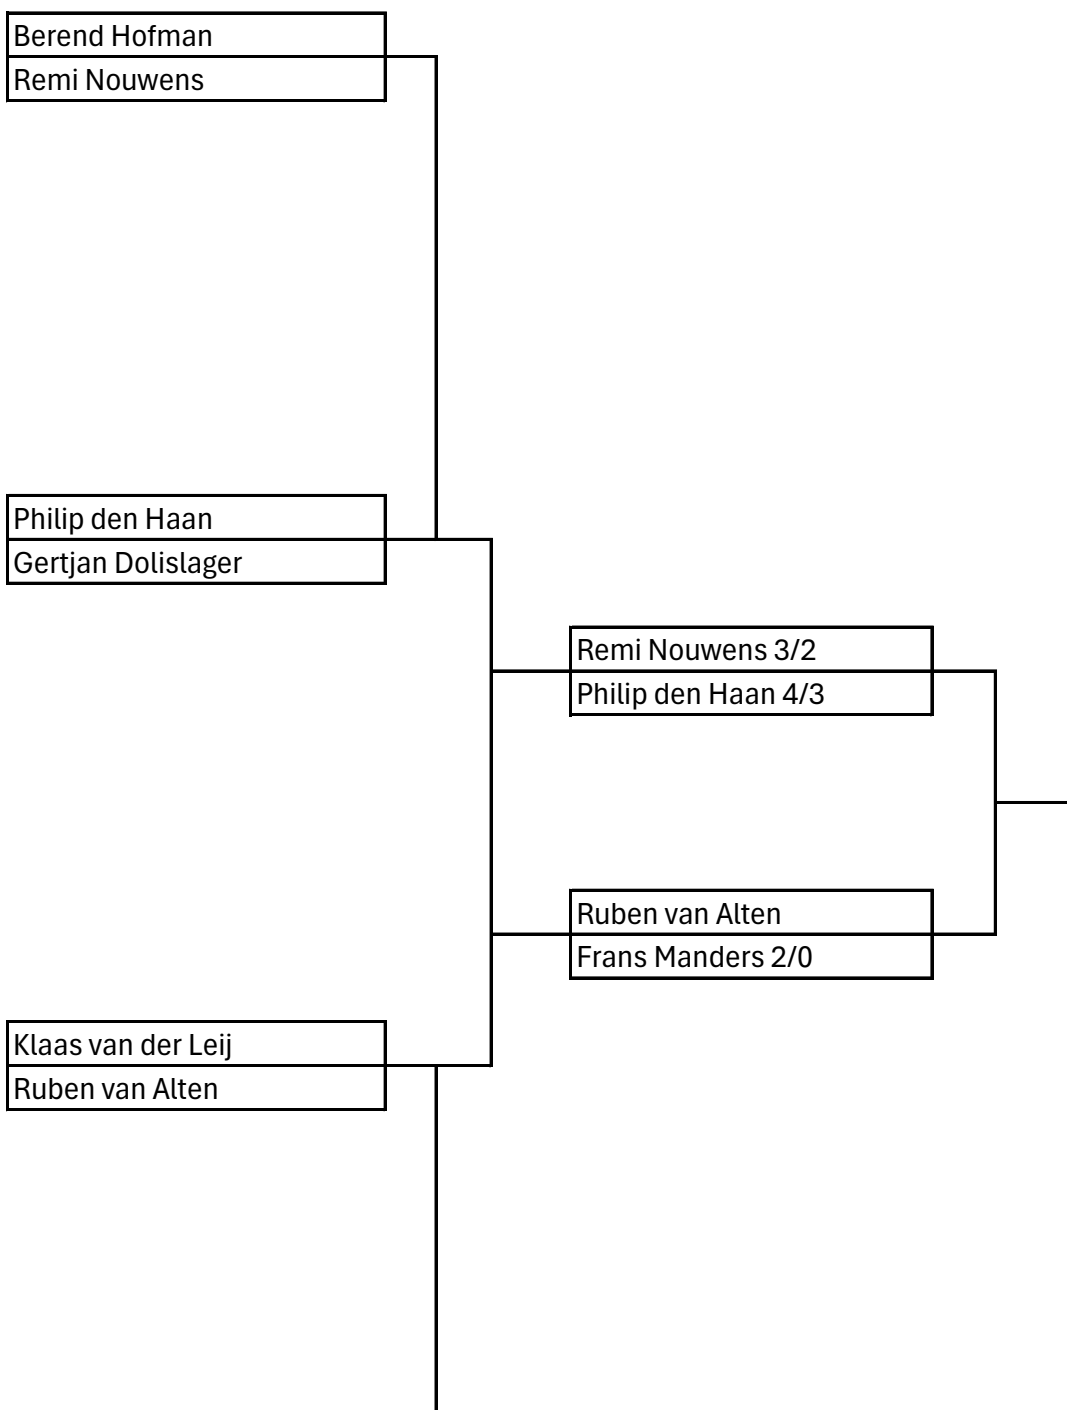 Berend Hofman
Remi Nouwens
Philip den Haan
Gertjan Dolislager
Remi Nouwens 3/2
Philip den Haan 4/3
Ruben van Alten
Frans Manders 2/0
Klaas van der Leij
Ruben van Alten